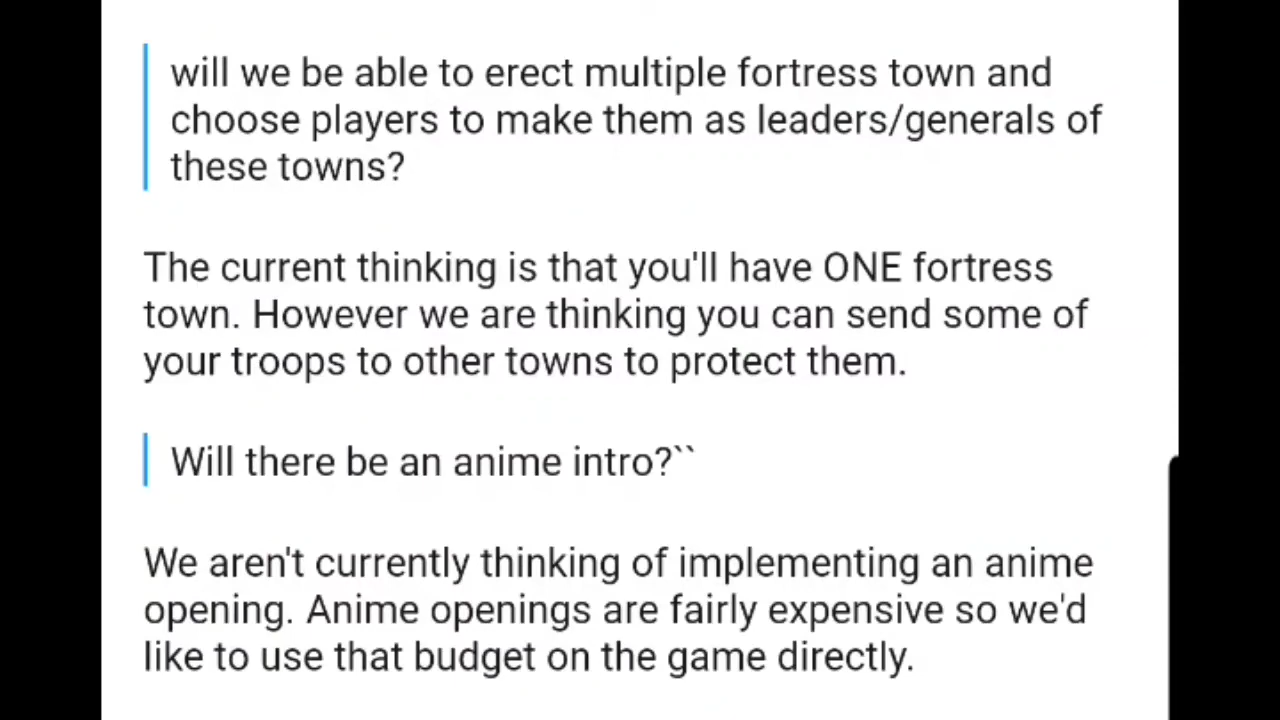 will we be able to erect multiple fortress town and
choose players to make them as leaders/generals of
these towns?
The current thinking is that you'll have ONE fortress
town. However we are thinking you can send some of
your troops to other towns to protect them.
Will there be an anime intro?``
We aren't currently thinking of implementing an anime
opening. Anime openings are fairly expensive so we'd
like to use that budget on the game directly.